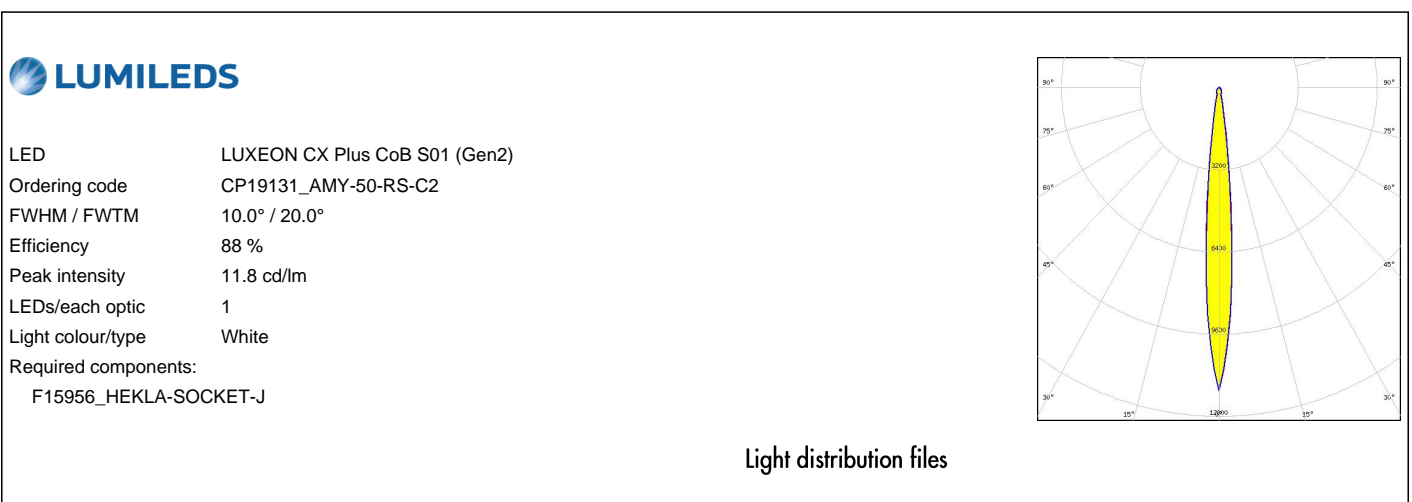 LUMILEDS
LED LUXEON CX Plus CoB S01 (Gen2)
Ordering code CP19131_AMY-50-RS-C2
FWHM / FWTM 10.0° / 20.0°
Efficiency 88 %
Peak intensity 11.8 cd/lm
LEDs/each optic 1
Light colour/type White
Required components:
F15956_HEKLA-SOCKET-J
90° 90°
75° 75°
3200
60° 60°
6400
45° 45°
9600
30° 30°
15° 15°
Light distribution files